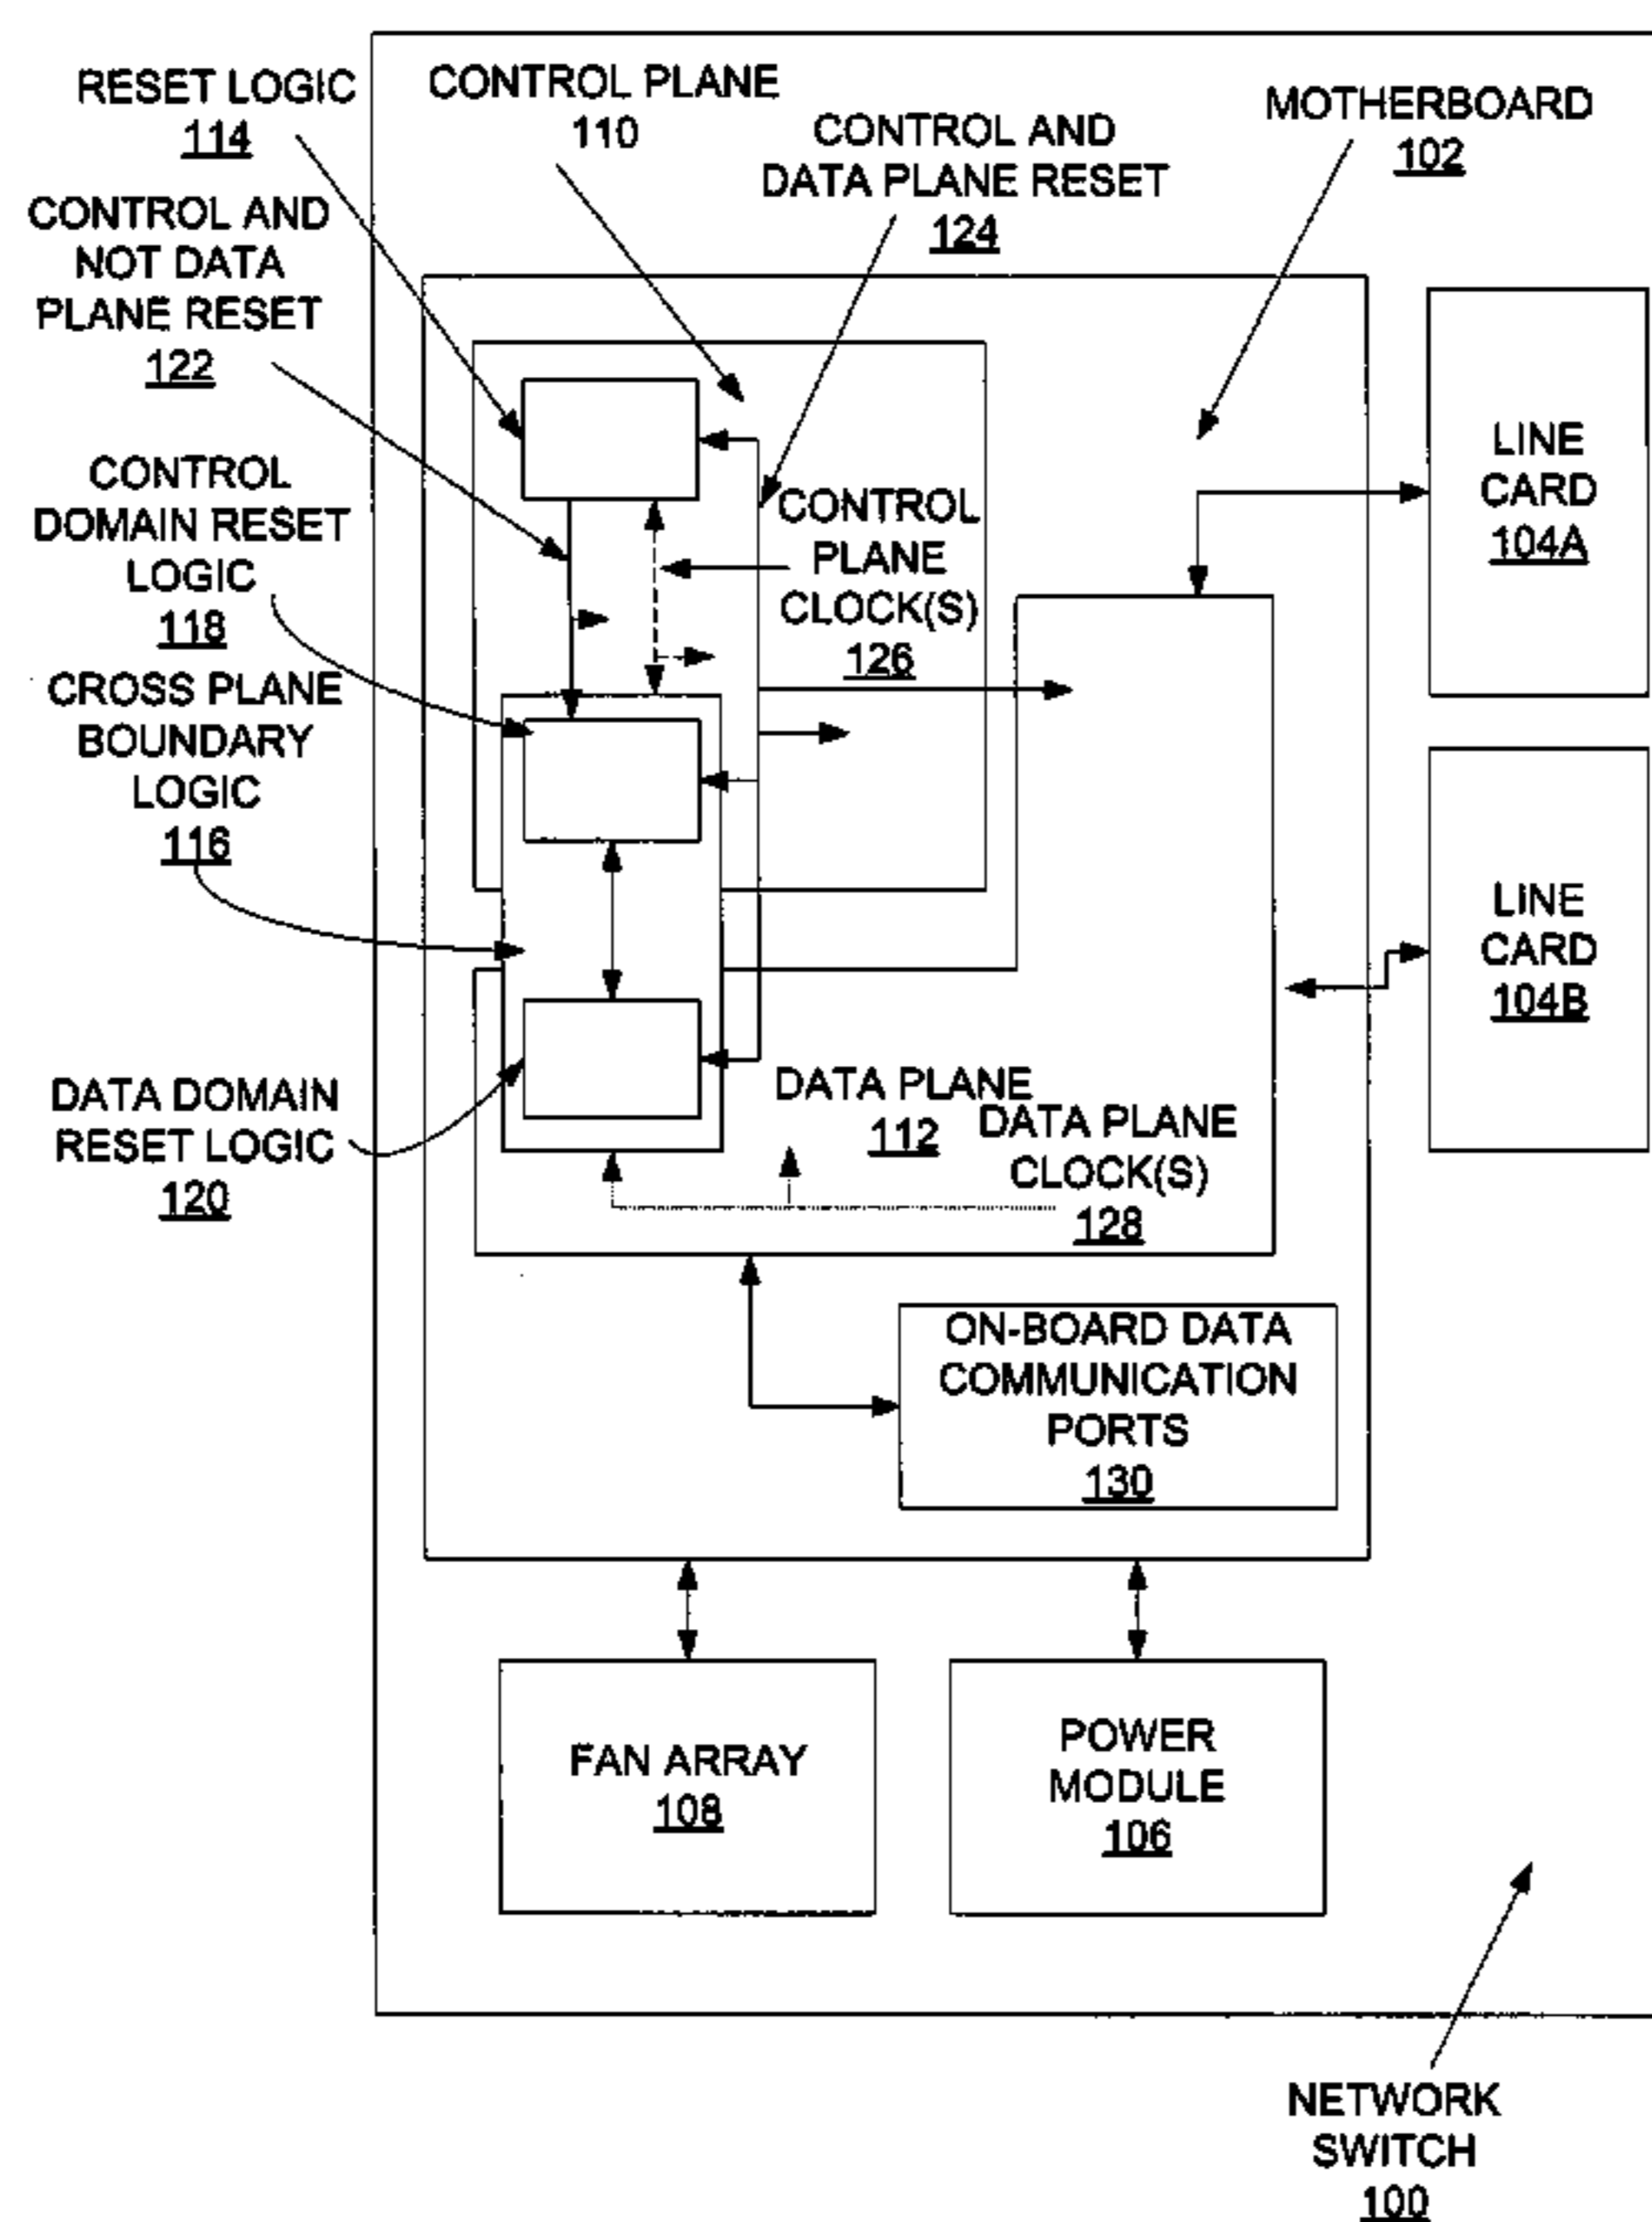 RESET LOGIC
114
CONTROL PLANE
110
CONTROL AND
DATA PLANE RESET
124
MOTHERBOARD
102
CONTROL AND
NOT DATA
PLANE RESET
122
CONTROL
DOMAIN RESET
LOGIC
118
CROSS PLANE
BOUNDARY
LOGIC
116
CONTROL
PLANE
CLOCK(S)
126
LINE
CARD
104A
LINE
CARD
104B
DATA DOMAIN
RESET LOGIC
120
DATA PLANE
112
DATA PLANE
CLOCK(S)
128
ON-BOARD DATA
COMMUNICATION
PORTS
130
FAN ARRAY
108
POWER
MODULE
106
NETWORK
SWITCH
100